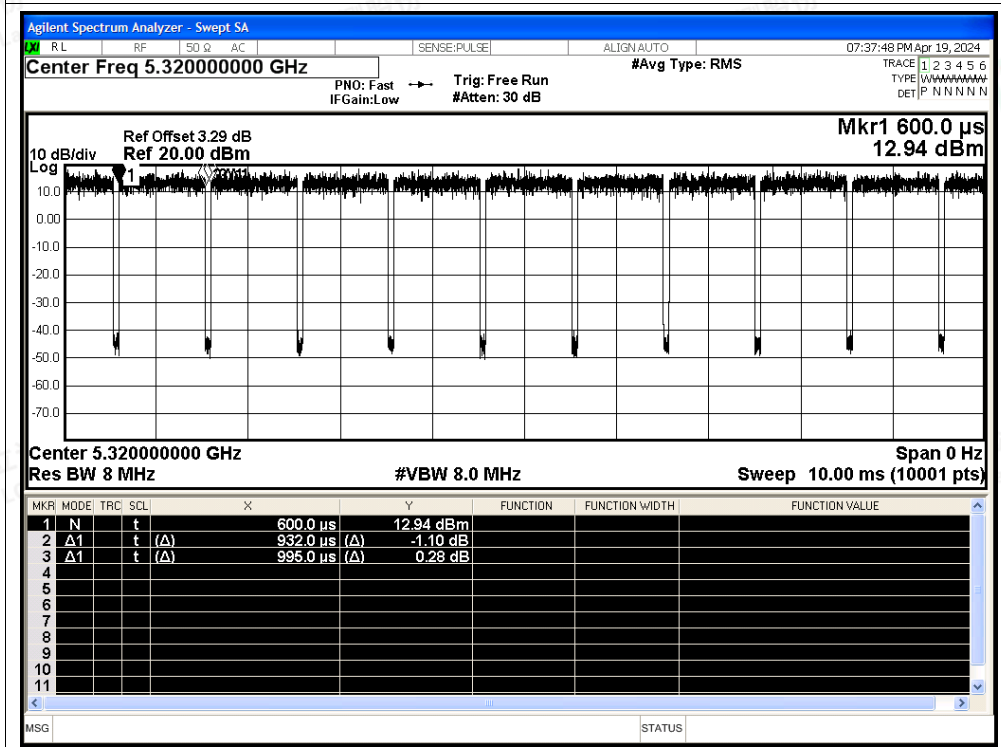 Agilent Spectrum Analyzer - Swept SA
LXI RL RF 50 Ω AC SENSE:PULSE ALIGN AUTO 07:37:48 PM Apr 19, 2024
Center Freq 5.320000000 GHz
PNO: Fast
IFGain:Low
Trig: Free Run
#Atten: 30 dB
#Avg Type: RMS
TRACE 1 2 3 4 5 6
TYPE WWWWWW
DET P N N N N N
Mkr1 600.0 µs
12.94 dBm
Ref Offset 3.29 dB
10 dB/div Ref 20.00 dBm
Log
1
10.0
0.00
-10.0
-20.0
-30.0
-40.0
-50.0
-60.0
-70.0
Center 5.320000000 GHz Span 0 Hz
Res BW 8 MHz #VBW 8.0 MHz Sweep 10.00 ms (10001 pts)
MKR MODE TRC SCL X Y FUNCTION FUNCTION WIDTH FUNCTION VALUE
1 N t 600.0 µs 12.94 dBm
2 Δ1 t (Δ) 932.0 µs (Δ) -1.10 dB
3 Δ1 t (Δ) 995.0 µs (Δ) 0.28 dB
4
5
6
7
8
9
10
11
MSG STATUS